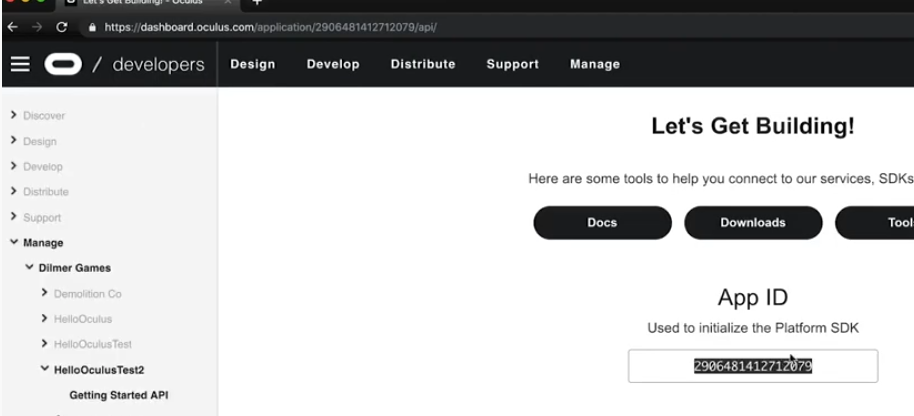 Let's Get Building! - Oculus
https://dashboard.oculus.com/application/2906481412712079/api/
/ developers Design Develop Distribute Support Manage
Discover
Design
Develop
Distribute
Support
Manage
Dilmer Games
Demolition Co
HelloOculus
HelloOculusTest
HelloOculusTest2
Getting Started API
Let's Get Building!
Here are some tools to help you connect to our services, SDKs
Docs Downloads Tools
App ID
Used to initialize the Platform SDK
2906481412712079